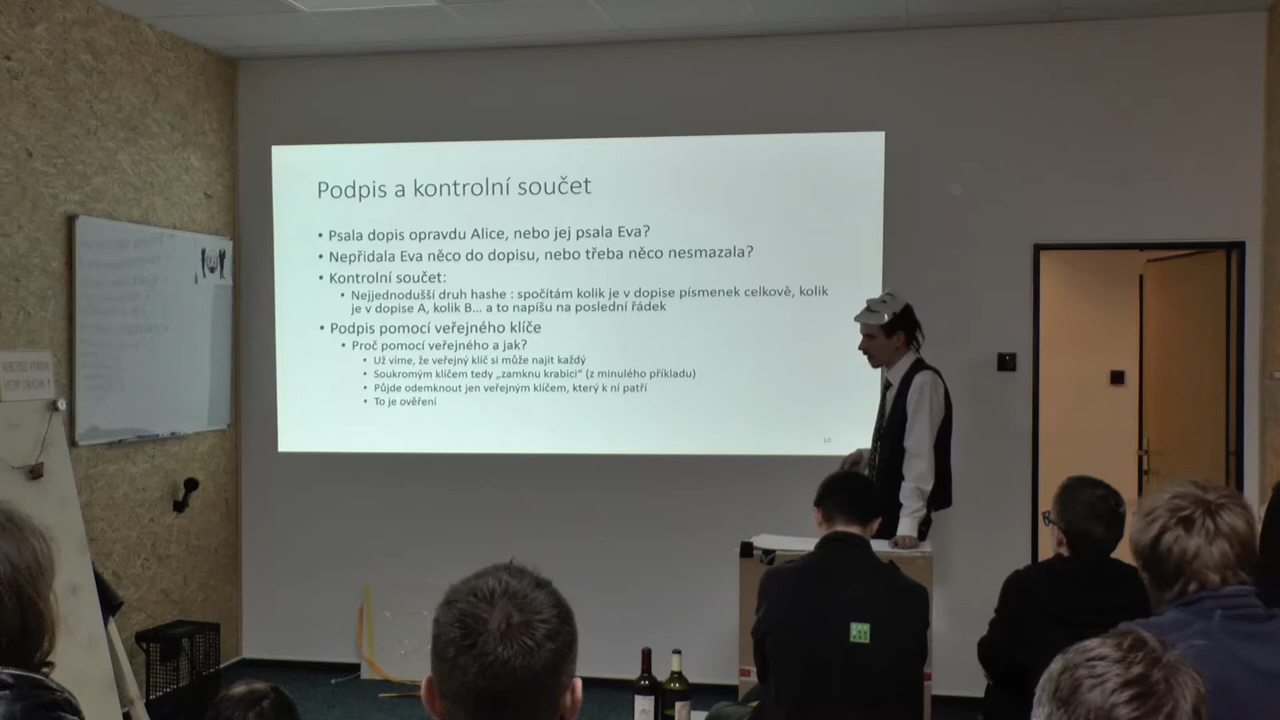 Podpis a kontrolní součet
• Psala dopis opravdu Alice, nebo jej psala Eva?
• Nepřidala Eva něco do dopisu, nebo třeba něco nesmazala?
• Kontrolní součet:
• Nejjednodušší druh hashe : spočítám kolik je v dopise písmenek celkově, kolik
je v dopise A, kolik B... a to napíšu na poslední řádek
• Podpis pomocí veřejného klíče
• Proč pomocí veřejného a jak?
• Už víme, že veřejný klíč si může najít každý
• Soukromým klíčem tedy „zamknu krabici“ (z minulého příkladu)
• Půjde odemknout jen veřejným klíčem, který k ní patří
• To je ověření
10